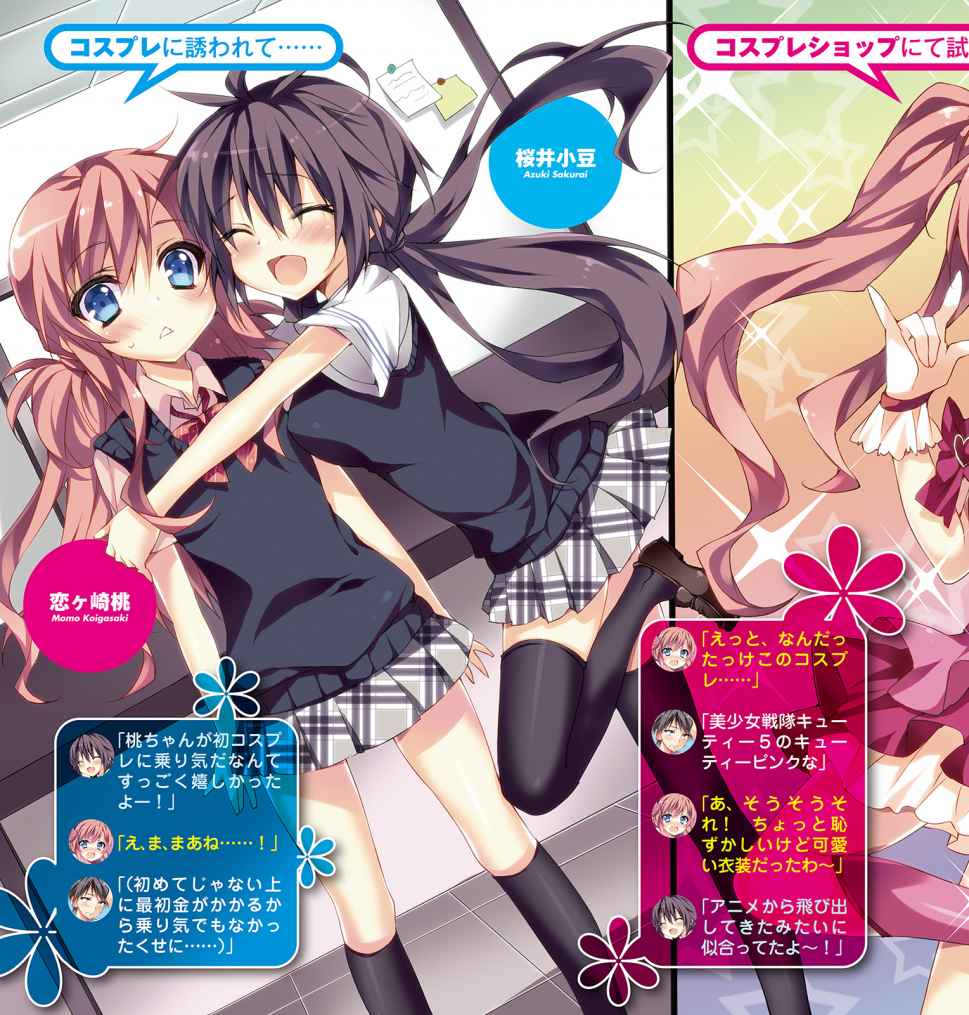 コスプレに誘われて……
桜井小豆
Azuki Sakurai
恋ヶ崎桃
Momo Koigasaki
「桃ちゃんが初コスプ
レに乗り気だなんて
すっごく嬉しかった
よー！」
「え、ま、まあね……！」
「（初めてじゃない上
に最初金がかかるか
ら乗り気でもなかっ
たくせに……）」
コスプレショップにて試
「えっと、なんだっ
たっけこのコスプ
レ……」
「美少女戦隊キュー
ティー５のキュー
ティーピンクな」
「あ、そうそうそ
れ！　ちょっと恥
ずかしいけど可愛
い衣装だったわ～」
「アニメから飛び出
してきたみたいに
似合ってたよ～！」